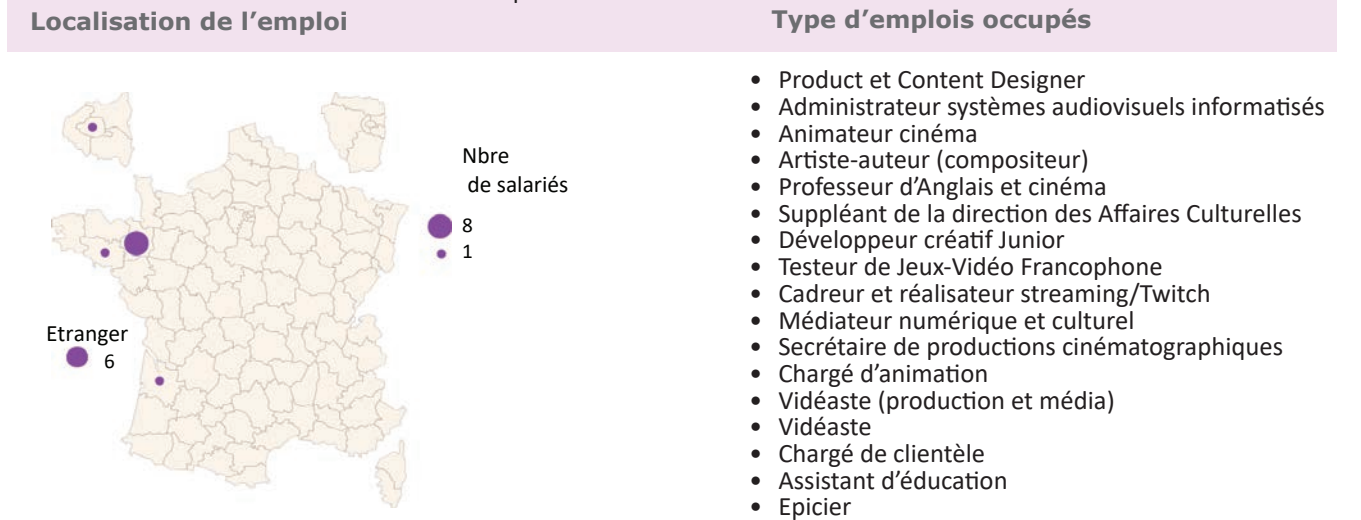 Localisation de l’emploi
Type d’emplois occupés
Nbre
de salariés
8
1
Etranger
6
• Product et Content Designer
• Administrateur systèmes audiovisuels informatisés
• Animateur cinéma
• Artiste-auteur (compositeur)
• Professeur d’Anglais et cinéma
• Suppléant de la direction des Affaires Culturelles
• Développeur créatif Junior
• Testeur de Jeux-Vidéo Francophone
• Cadreur et réalisateur streaming/Twitch
• Médiateur numérique et culturel
• Secrétaire de productions cinématographiques
• Chargé d’animation
• Vidéaste (production et média)
• Vidéaste
• Chargé de clientèle
• Assistant d’éducation
• Epicier